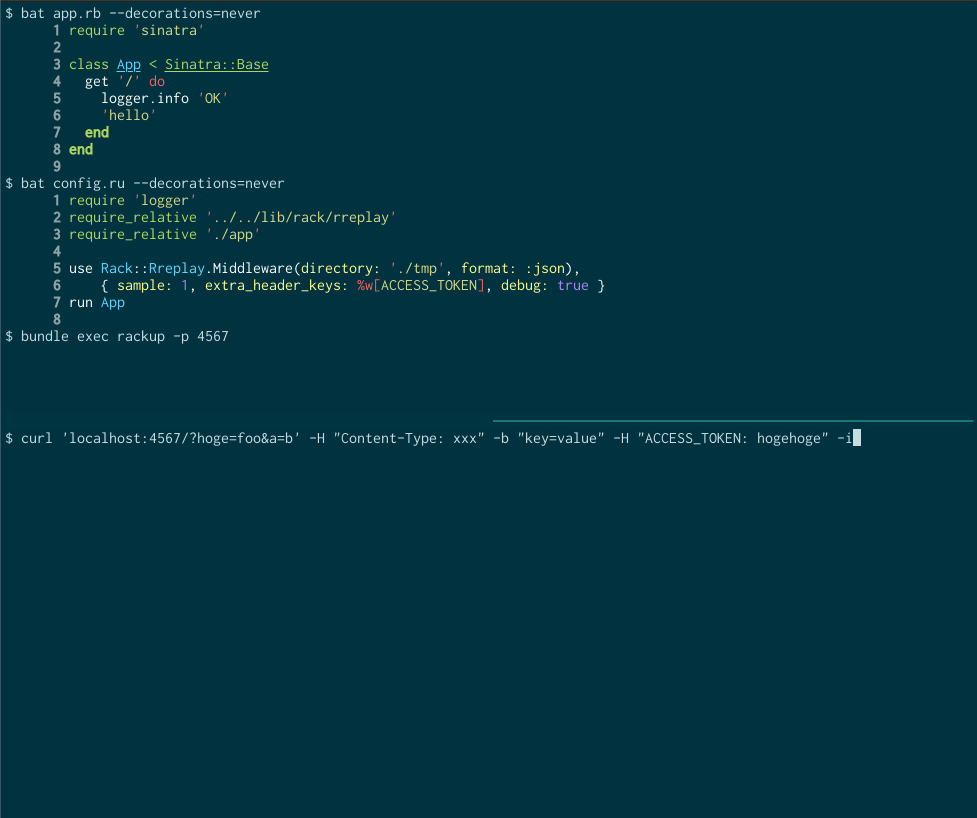 $ bat app.rb --decorations=never
1 require 'sinatra'
2
3 class App < Sinatra::Base
4   get '/' do
5     logger.info 'OK'
6     'hello'
7   end
8 end
9
$ bat config.ru --decorations=never
1 require 'logger'
2 require_relative '../../lib/rack/rreplay'
3 require_relative './app'
4
5 use Rack::Rreplay.Middleware(directory: './tmp', format: :json),
6     { sample: 1, extra_header_keys: %w[ACCESS_TOKEN], debug: true }
7 run App
8
$ bundle exec rackup -p 4567
$ curl 'localhost:4567/?hoge=foo&a=b' -H "Content-Type: xxx" -b "key=value" -H "ACCESS_TOKEN: hogehoge" -i